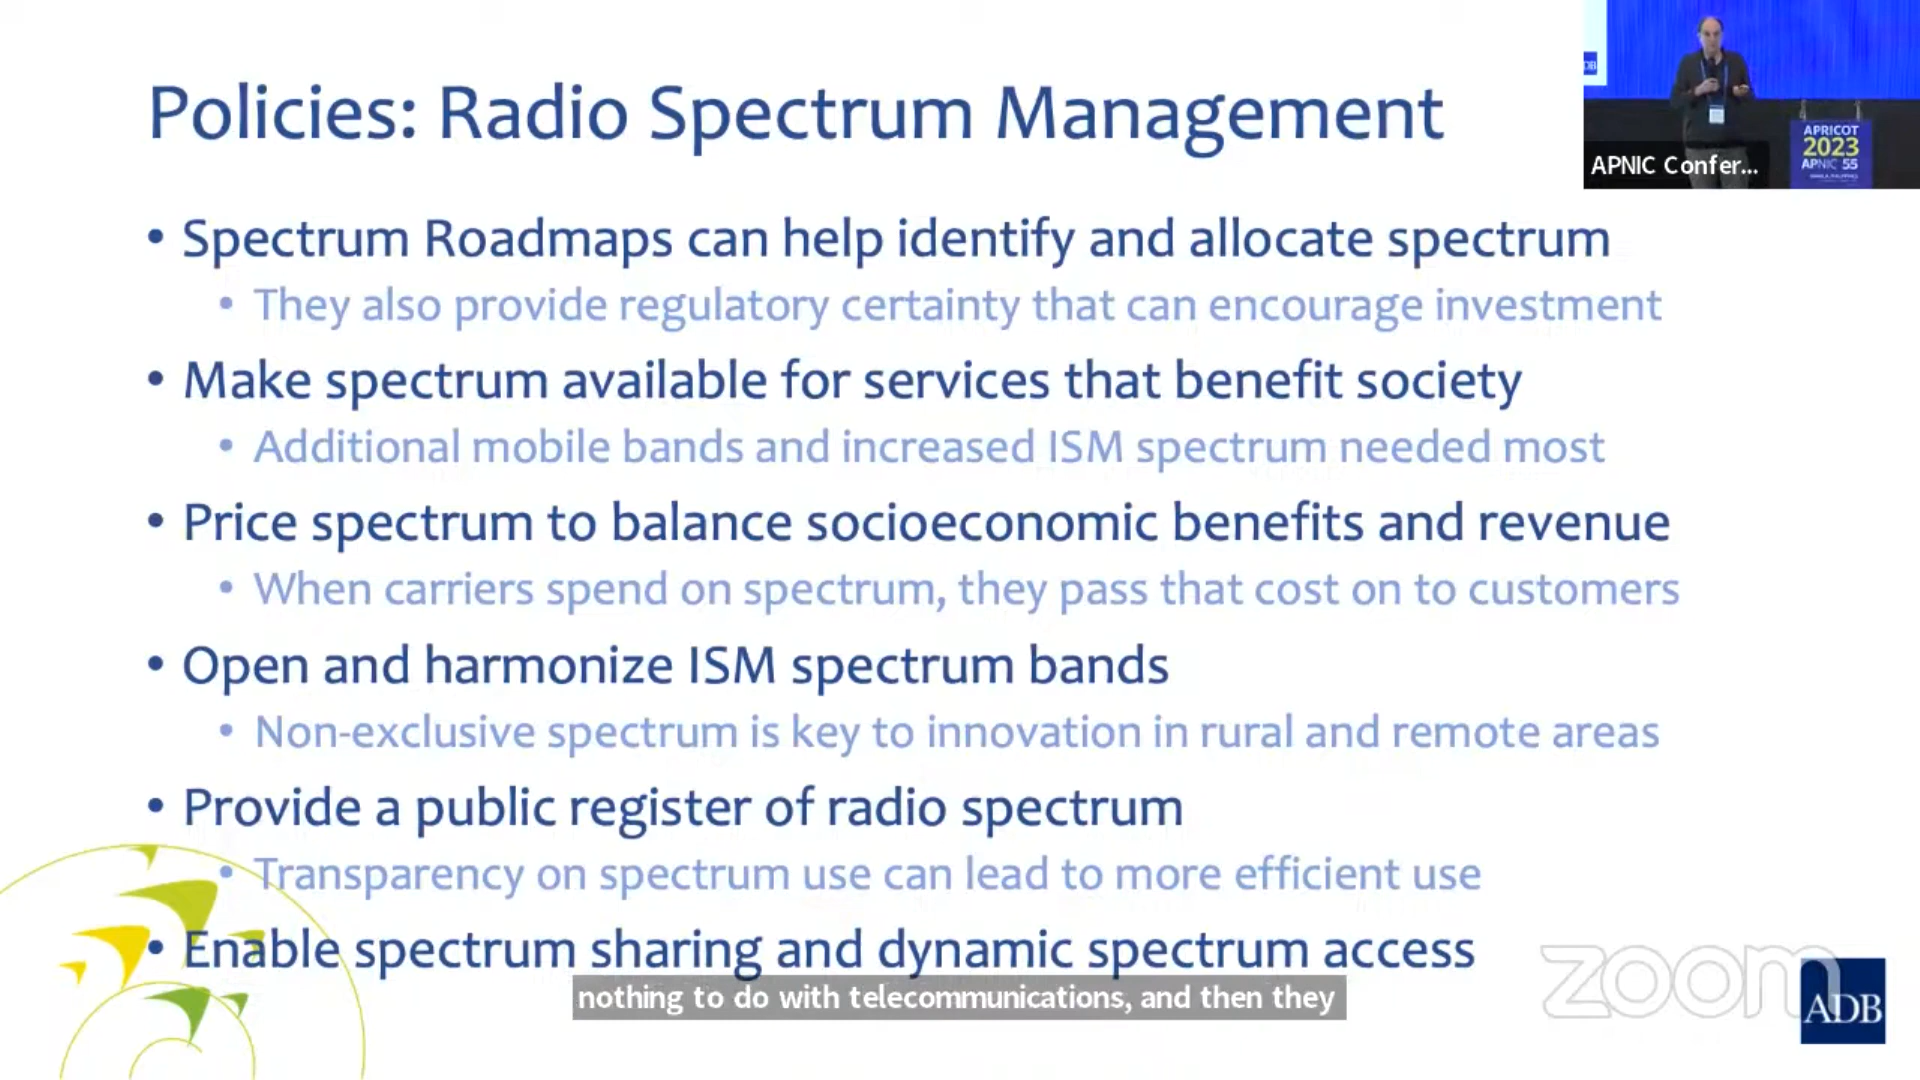 Policies: Radio Spectrum Management
• Spectrum Roadmaps can help identify and allocate spectrum
• They also provide regulatory certainty that can encourage investment
• Make spectrum available for services that benefit society
• Additional mobile bands and increased ISM spectrum needed most
• Price spectrum to balance socioeconomic benefits and revenue
• When carriers spend on spectrum, they pass that cost on to customers
• Open and harmonize ISM spectrum bands
• Non-exclusive spectrum is key to innovation in rural and remote areas
• Provide a public register of radio spectrum
• Transparency on spectrum use can lead to more efficient use
• Enable spectrum sharing and dynamic spectrum access
nothing to do with telecommunications, and then they
APNIC Confer...
APRICOT
2023
APNIC 55
DB
zoom
ADB